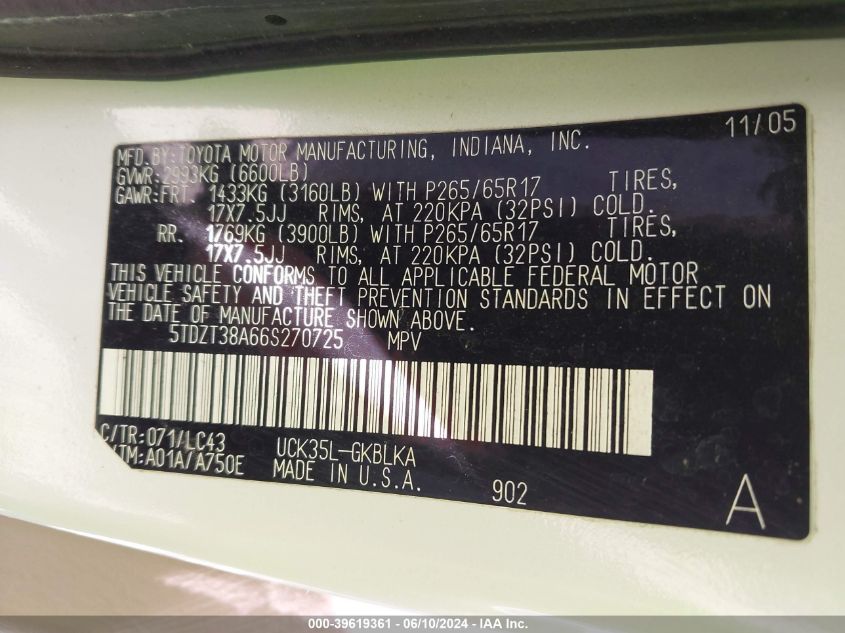 11/05
MFD.BY:TOYOTA MOTOR MANUFACTURING, INDIANA, INC.
GVWR:2993KG (6600LB)
GAWR:FRT. 1433KG (3160LB) WITH P265/65R17 TIRES,
17X7.5JJ RIMS, AT 220KPA (32PSI) COLD.
RR. 1769KG (3900LB) WITH P265/65R17 TIRES,
17X7.5JJ RIMS, AT 220KPA (32PSI) COLD.
THIS VEHICLE CONFORMS TO ALL APPLICABLE FEDERAL MOTOR
VEHICLE SAFETY AND THEFT PREVENTION STANDARDS IN EFFECT ON
THE DATE OF MANUFACTURE SHOWN ABOVE.
5TDZT38A66S270725 MPV
C/TR:071/LC43 UCK35L-GKBLKA
/TM:A01A/A750E MADE IN U.S.A.
902 A
000-39619361 - 06/10/2024 - IAA Inc.